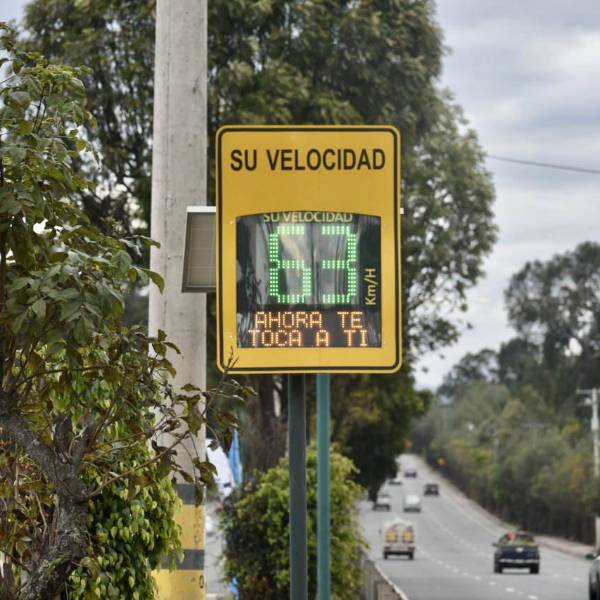 SU VELOCIDAD
SU VELOCIDAD
63
Km/H
AHORA TE
TOCA A TI